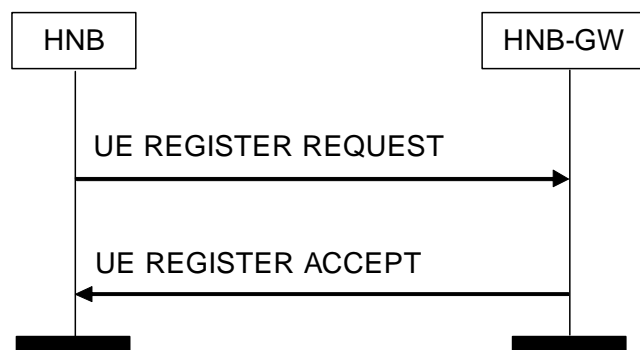 HNB
HNB-GW
UE REGISTER REQUEST
UE REGISTER ACCEPT